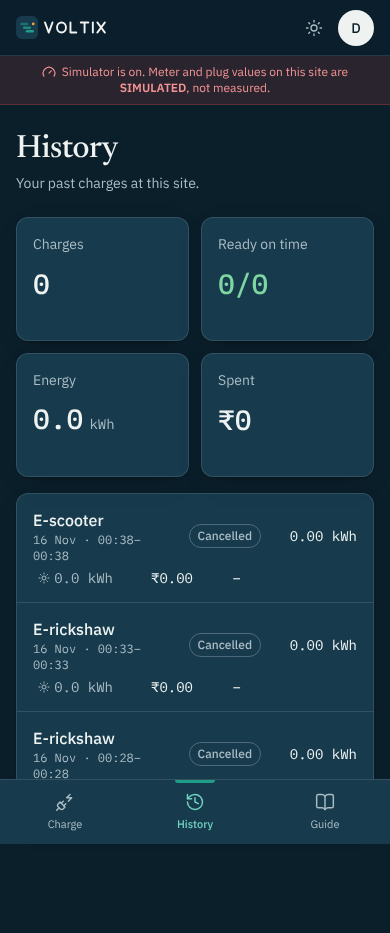 VOLTIX
D
Simulator is on. Meter and plug values on this site are
SIMULATED, not measured.
History
Your past charges at this site.
Charges
0
Ready on time
0/0
Energy
0.0 kWh
Spent
₹0
E-scooter
16 Nov · 00:38–
00:38
Cancelled
0.00 kWh
0.0 kWh ₹0.00 –
E-rickshaw
16 Nov · 00:33–
00:33
Cancelled
0.00 kWh
0.0 kWh ₹0.00 –
E-rickshaw
16 Nov · 00:28–
00:28
Cancelled
0.00 kWh
Charge
History
Guide